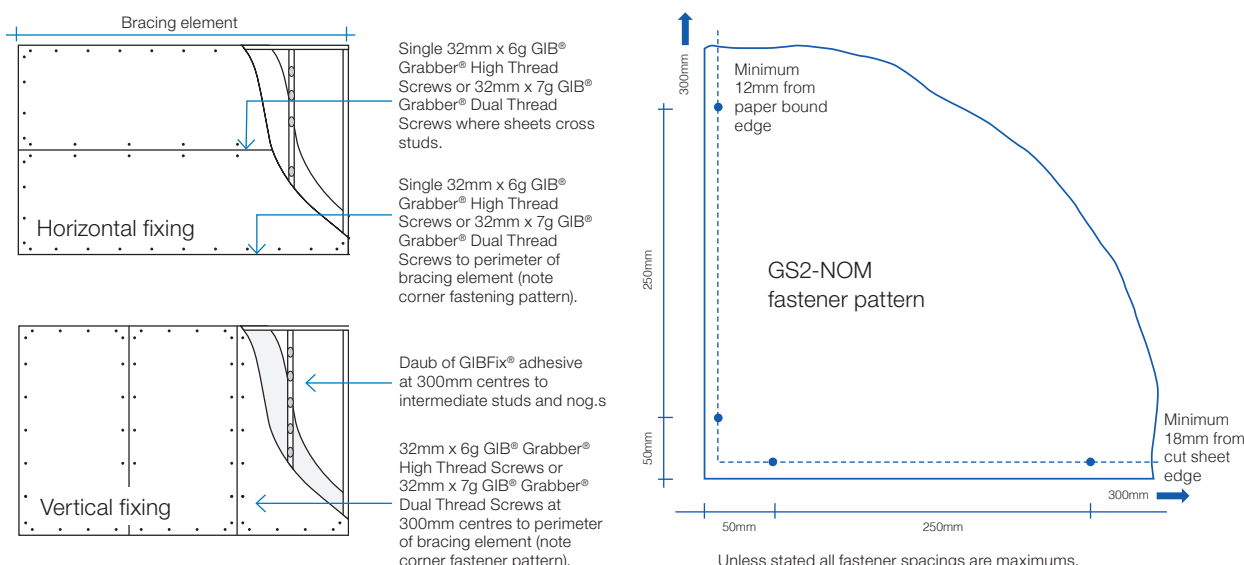 Bracing element
Single 32mm x 6g GIB®
Grabber® High Thread
Screws or 32mm x 7g GIB®
Grabber® Dual Thread
Screws where sheets cross
studs.
Single 32mm x 6g GIB®
Grabber® High Thread
Screws or 32mm x 7g GIB®
Grabber® Dual Thread
Screws to perimeter of
bracing element (note
corner fastening pattern).
Horizontal fixing
Daub of GIBFix® adhesive
at 300mm centres to
intermediate studs and nog.s
32mm x 6g GIB® Grabber®
High Thread Screws or
32mm x 7g GIB® Grabber®
Dual Thread Screws at
300mm centres to perimeter
of bracing element (note
corner fastener pattern).
Vertical fixing
300mm
Minimum
12mm from
paper bound
edge
250mm
GS2-NOM
fastener pattern
50mm
Minimum
18mm from
cut sheet
edge
300mm
50mm
250mm
Unless stated all fastener spacings are maximums.